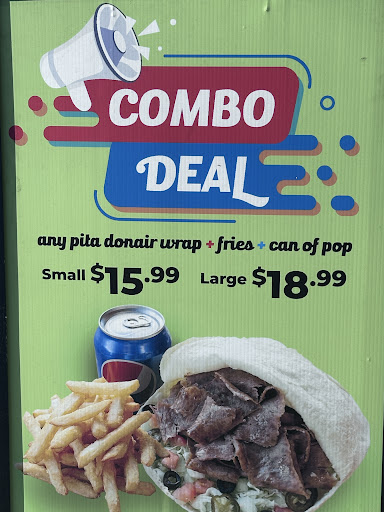 COMBO
DEAL
any pita donair wrap + fries + can of pop
Small $15.99 Large $18.99